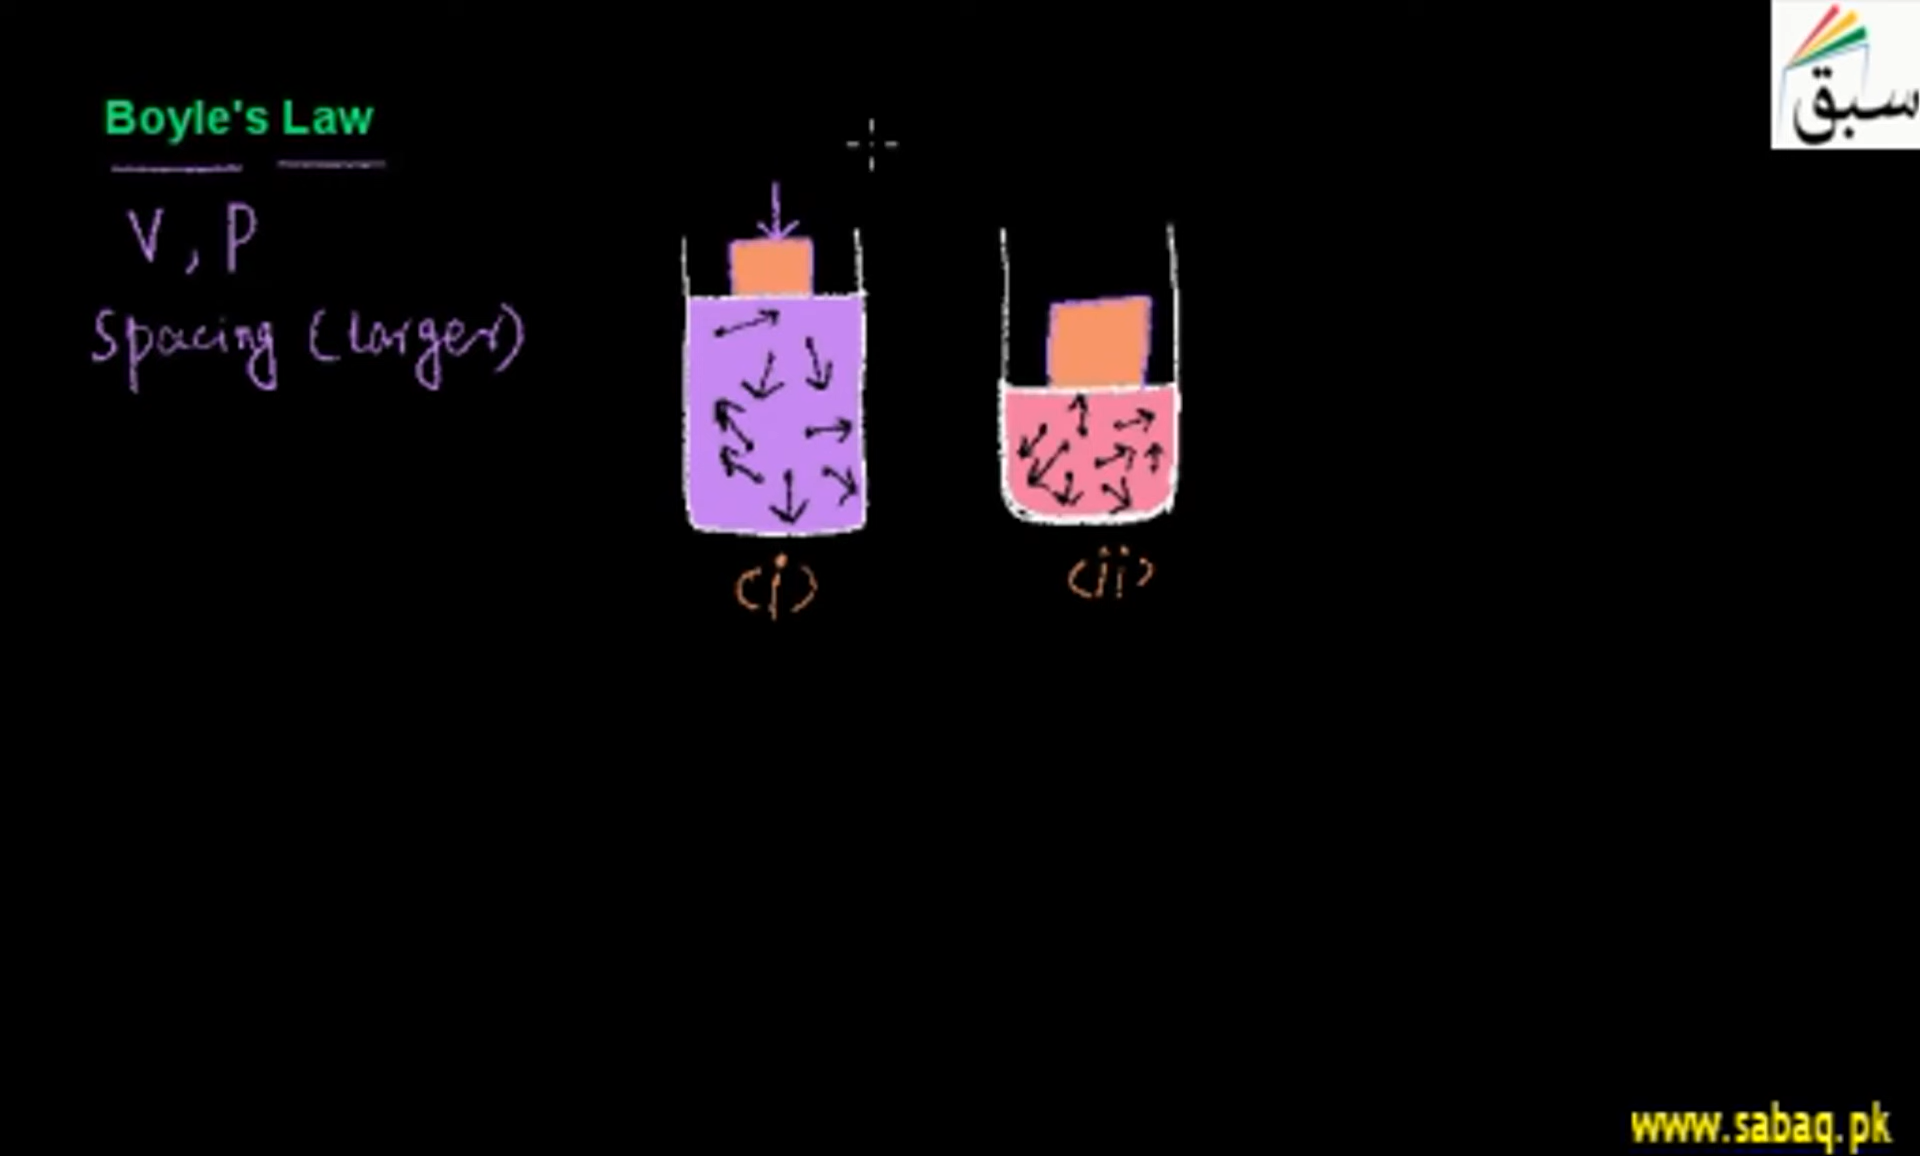 Boyle's Law
V, P
Spacing (larger)
(i)
(ii)
سبق
www.sabaq.pk